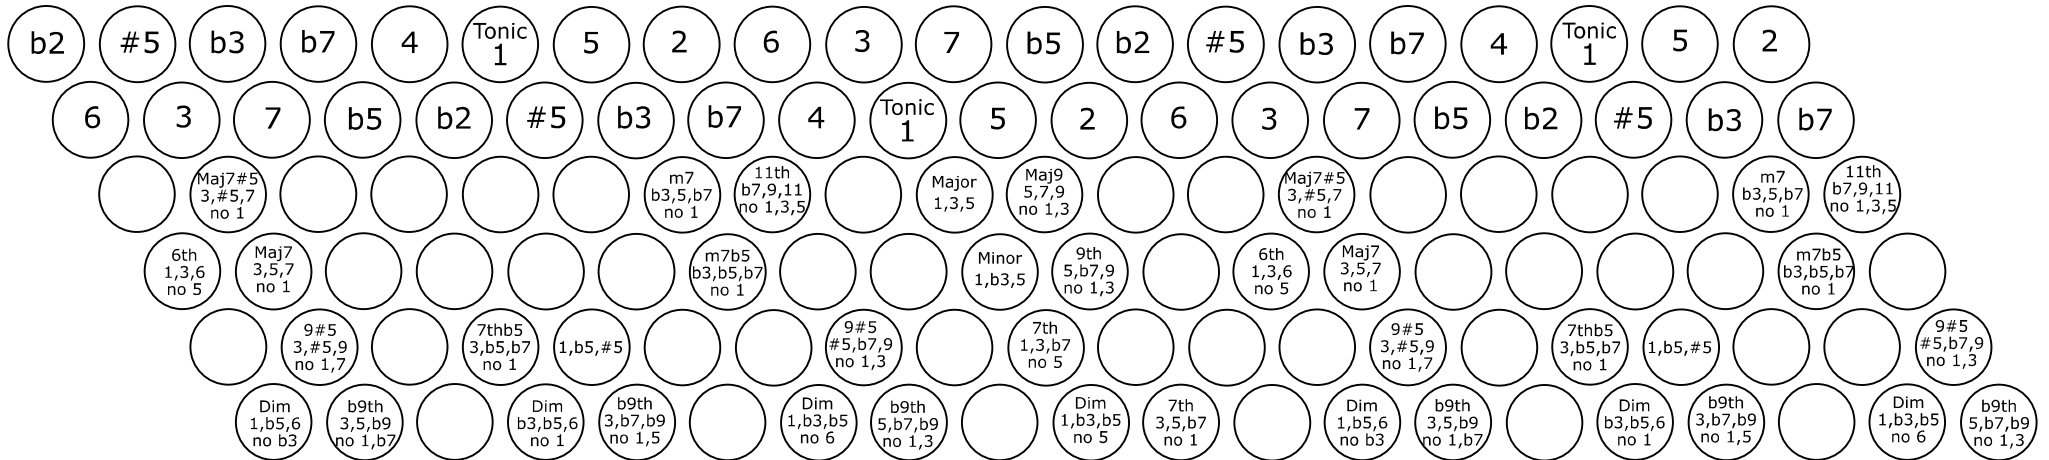 b2 #5 b3 b7 4 Tonic 1 5 2 6 3 7 b5 b2 #5 b3 b7 4 Tonic 1 5 2
6 3 7 b5 b2 #5 b3 b7 4 Tonic 1 5 2 6 3 7 b5 b2 #5 b3 b7
Maj7#5
3,#5,7
no 1
m7
b3,5,b7
no 1
11th
b7,9,11
no 1,3,5
Major
1,3,5
Maj9
5,7,9
no 1,3
Maj7#5
3,#5,7
no 1
m7
b3,5,b7
no 1
11th
b7,9,11
no 1,3,5
6th
1,3,6
no 5
Maj7
3,5,7
no 1
m7b5
b3,b5,b7
no 1
Minor
1,b3,5
9th
5,b7,9
no 1,3
6th
1,3,6
no 5
Maj7
3,5,7
no 1
m7b5
b3,b5,b7
no 1
9#5
3,#5,9
no 1,7
7thb5
3,b5,b7
no 1
1,b5,#5
9#5
#5,b7,9
no 1,3
7th
1,3,b7
no 5
9#5
3,#5,9
no 1,7
7thb5
3,b5,b7
no 1
1,b5,#5
9#5
#5,b7,9
no 1,3
Dim
1,b5,6
no b3
b9th
3,5,b9
no 1,b7
Dim
b3,b5,6
no 1
b9th
3,b7,b9
no 1,5
Dim
1,b3,b5
no 6
b9th
5,b7,b9
no 1,3
Dim
1,b3,b5
no 5
7th
3,5,b7
no 1
Dim
1,b5,6
no b3
b9th
3,5,b9
no 1,b7
Dim
b3,b5,6
no 1
b9th
3,b7,b9
no 1,5
Dim
1,b3,b5
no 6
b9th
5,b7,b9
no 1,3